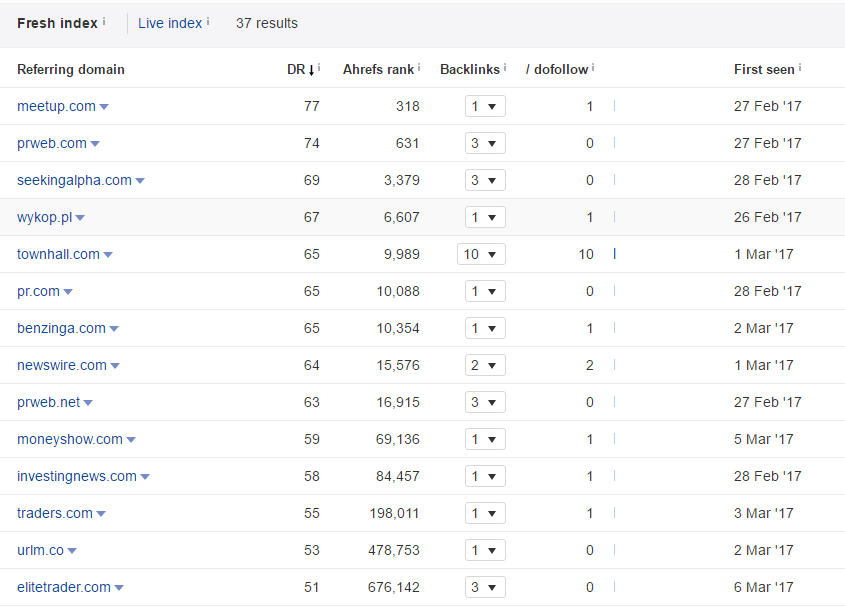 Fresh index i Live index i 37 results
Referring domain DR ↓ i Ahrefs rank i Backlinks i / dofollow i First seen i
meetup.com 77 318 1 1 27 Feb '17
prweb.com 74 631 3 0 27 Feb '17
seekingalpha.com 69 3,379 3 0 28 Feb '17
wykop.pl 67 6,607 1 1 26 Feb '17
townhall.com 65 9,989 10 10 1 Mar '17
pr.com 65 10,088 1 0 28 Feb '17
benzinga.com 65 10,354 1 1 2 Mar '17
newswire.com 64 15,576 2 2 1 Mar '17
prweb.net 63 16,915 3 0 27 Feb '17
moneyshow.com 59 69,136 1 1 5 Mar '17
investingnews.com 58 84,457 1 1 28 Feb '17
traders.com 55 198,011 1 1 3 Mar '17
urlm.co 53 478,753 1 0 2 Mar '17
elitetrader.com 51 676,142 3 0 6 Mar '17